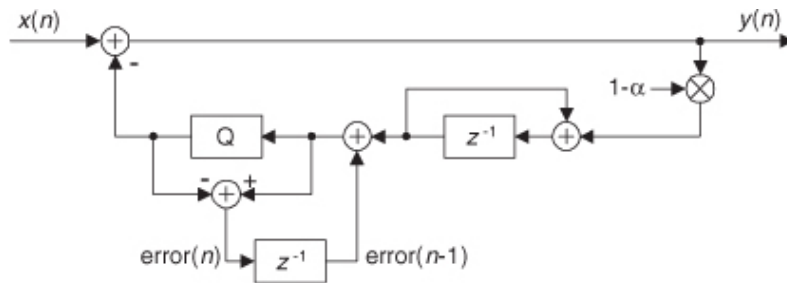 x(n)
y(n)
+
-
1-α
×
Q
+
z⁻¹
+
-
+
+
error(n)
z⁻¹
error(n-1)